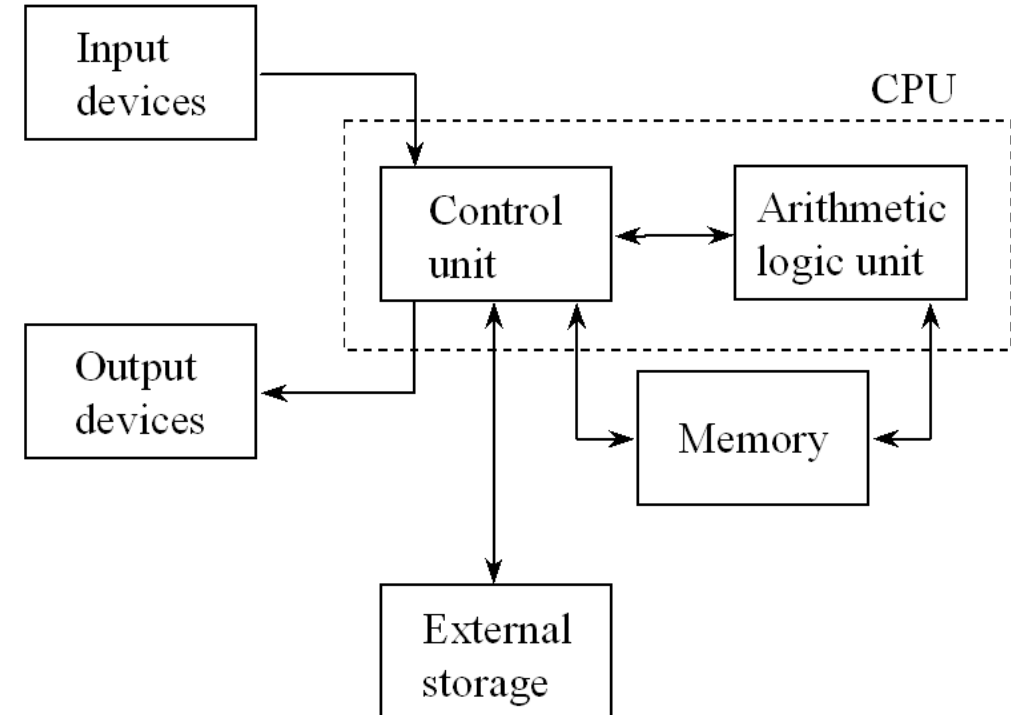 Input
devices
CPU
Control
unit
Arithmetic
logic unit
Output
devices
Memory
External
storage